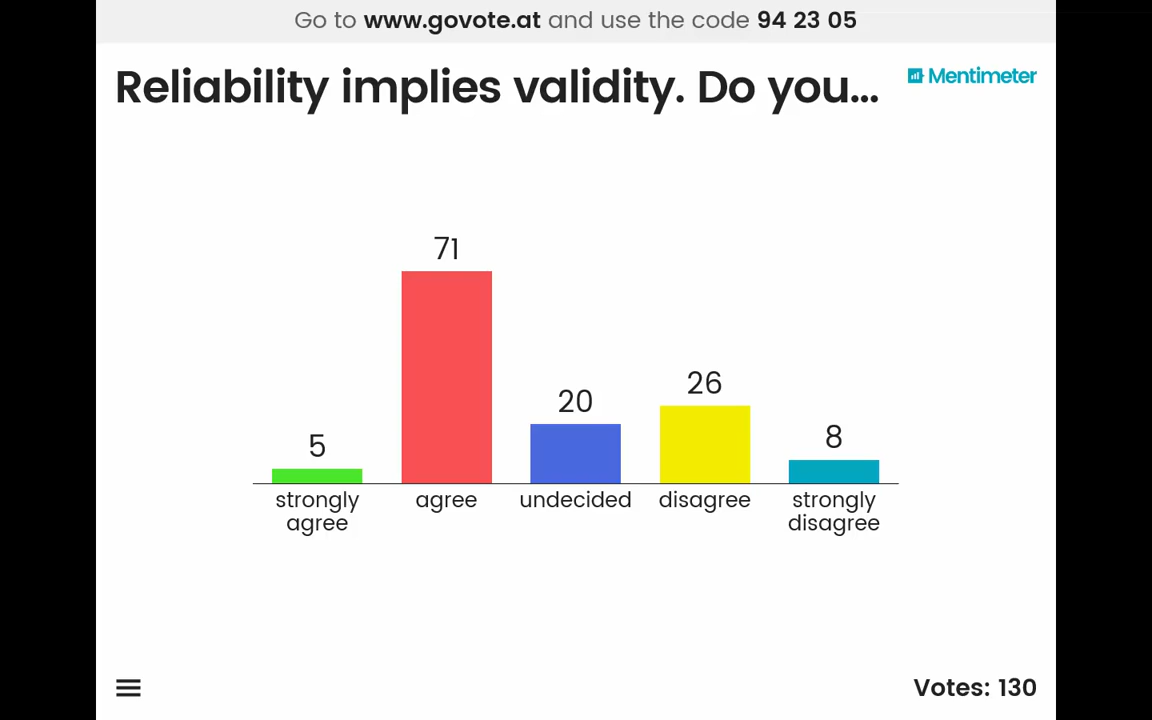 Go to www.govote.at and use the code 94 23 05
Reliability implies validity. Do you...
Mentimeter
71
26
20
8
5
strongly agree
agree
undecided
disagree
strongly disagree
Votes: 130